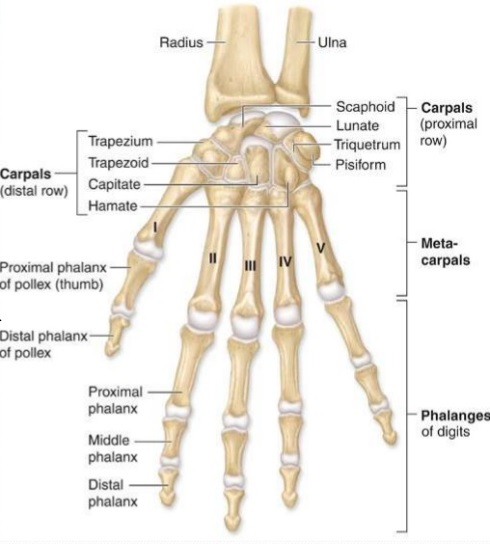 Radius
Ulna
Scaphoid
Lunate
Triquetrum
Pisiform
Carpals
(proximal
row)
Trapezium
Trapezoid
Capitate
Hamate
Carpals
(distal row)
I
II
III
IV
V
Meta-
carpals
Proximal phalanx
of pollex (thumb)
Distal phalanx
of pollex
Proximal
phalanx
Middle
phalanx
Distal
phalanx
Phalanges
of digits